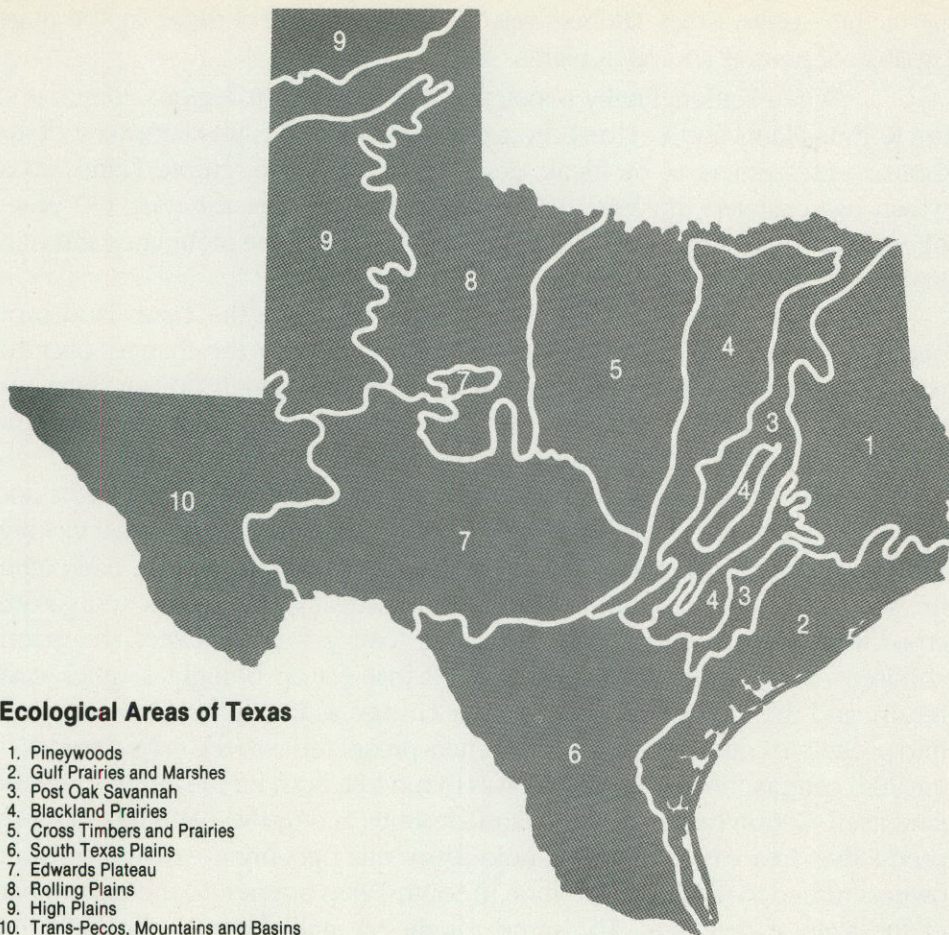 9
9
8
7
5
4
3
4
1
10
7
4
3
2
6
Ecological Areas of Texas
1. Pineywoods
2. Gulf Prairies and Marshes
3. Post Oak Savannah
4. Blackland Prairies
5. Cross Timbers and Prairies
6. South Texas Plains
7. Edwards Plateau
8. Rolling Plains
9. High Plains
10. Trans-Pecos, Mountains and Basins